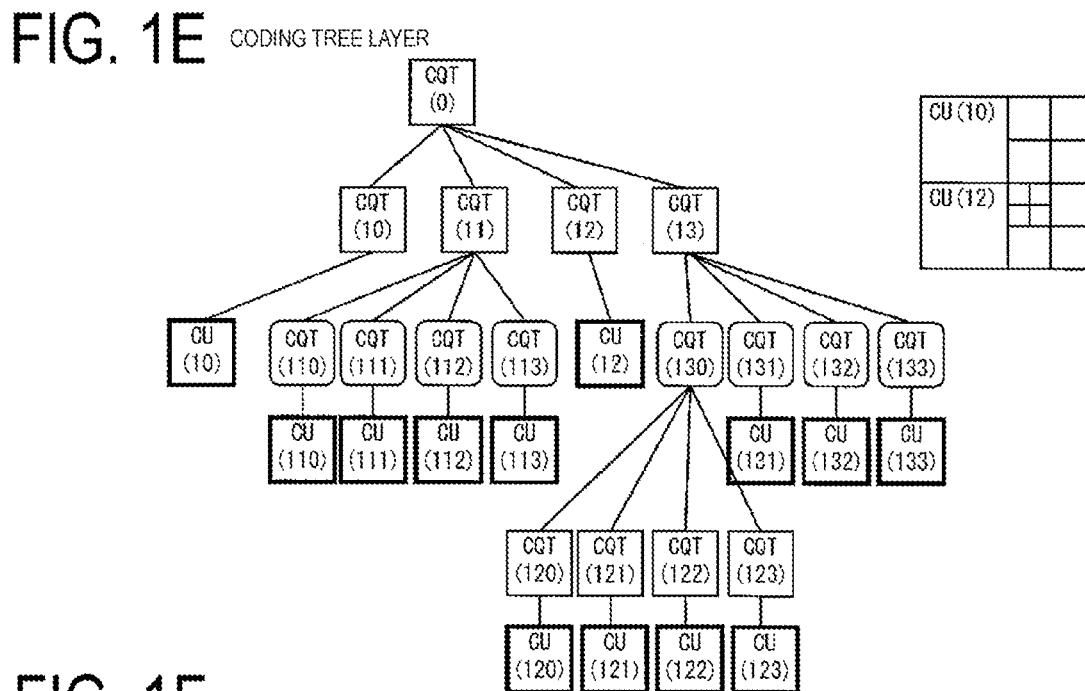 FIG. 1E CODING TREE LAYER
CQT
(0)
CU(10)
CU(12)
CQT
(10)
CQT
(11)
CQT
(12)
CQT
(13)
CU
(10)
CQT
(110)
CQT
(111)
CQT
(112)
CQT
(113)
CU
(12)
CQT
(130)
CQT
(131)
CQT
(132)
CQT
(133)
CU
(110)
CU
(111)
CU
(112)
CU
(113)
CU
(131)
CU
(132)
CU
(133)
CQT
(120)
CQT
(121)
CQT
(122)
CQT
(123)
CU
(120)
CU
(121)
CU
(122)
CU
(123)
FIG. 1F